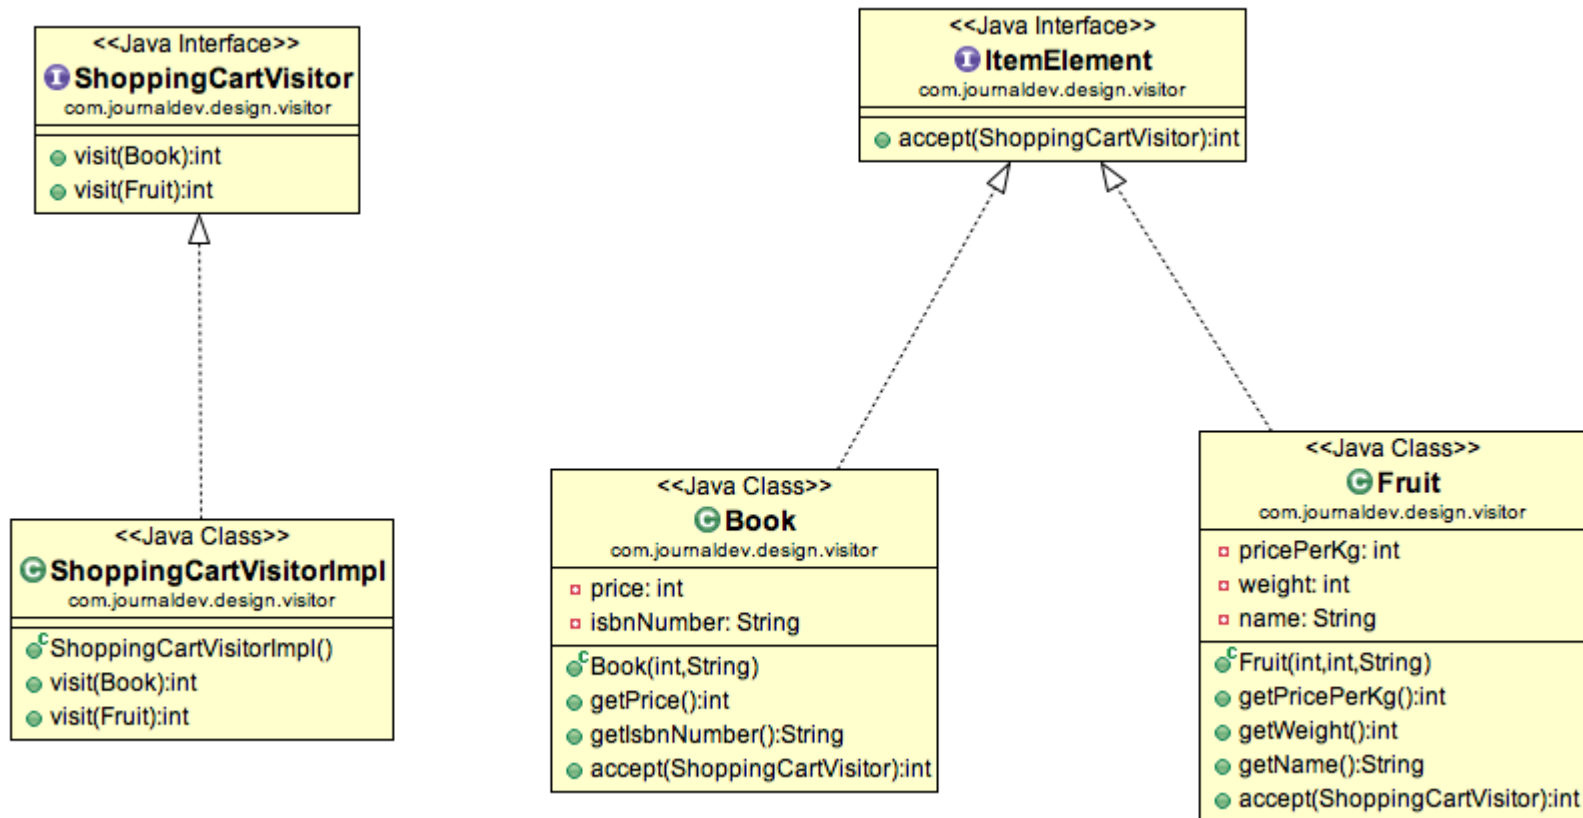 <<Java Interface>>
ShoppingCartVisitor
com.journaldev.design.visitor
visit(Book):int
visit(Fruit):int
<<Java Interface>>
ItemElement
com.journaldev.design.visitor
accept(ShoppingCartVisitor):int
<<Java Class>>
ShoppingCartVisitorImpl
com.journaldev.design.visitor
ShoppingCartVisitorImpl()
visit(Book):int
visit(Fruit):int
<<Java Class>>
Book
com.journaldev.design.visitor
price: int
isbnNumber: String
Book(int,String)
getPrice():int
getIsbnNumber():String
accept(ShoppingCartVisitor):int
<<Java Class>>
Fruit
com.journaldev.design.visitor
pricePerKg: int
weight: int
name: String
Fruit(int,int,String)
getPricePerKg():int
getWeight():int
getName():String
accept(ShoppingCartVisitor):int